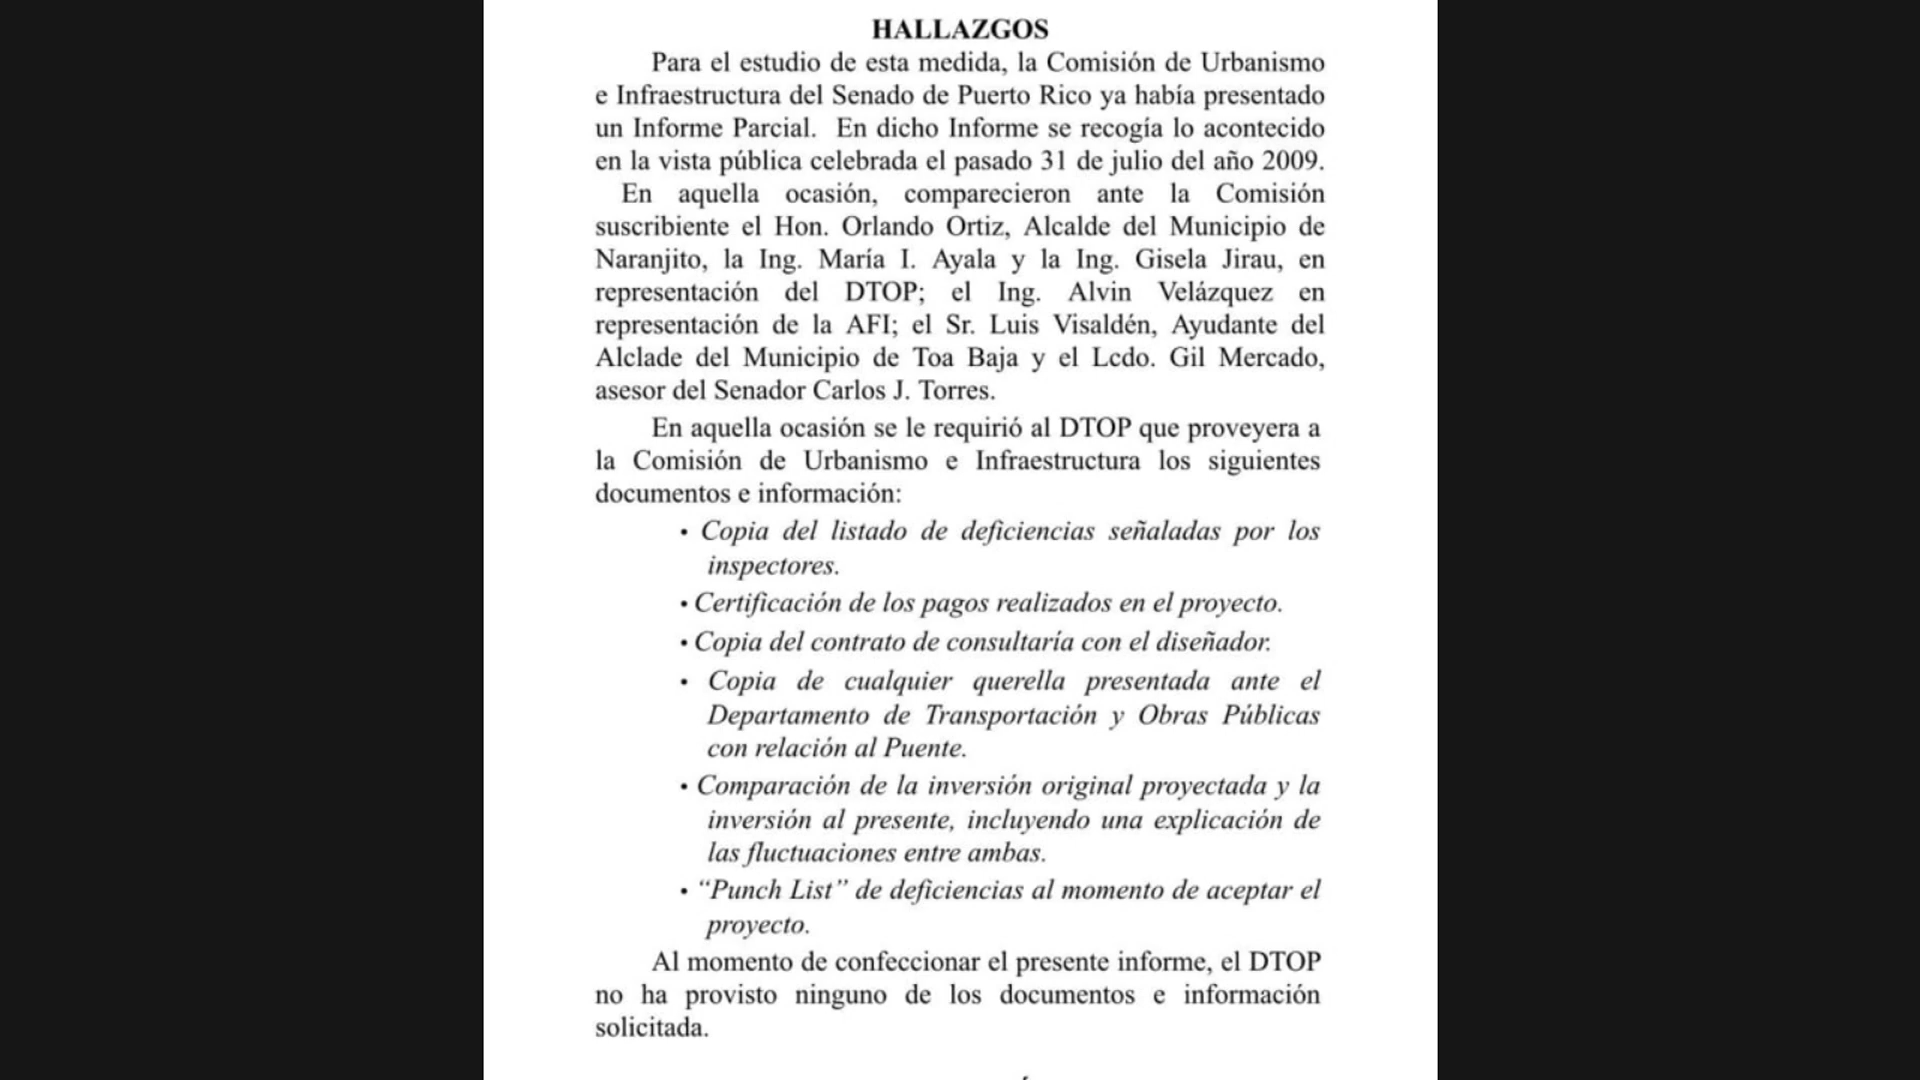 HALLAZGOS
Para el estudio de esta medida, la Comisión de Urbanismo
e Infraestructura del Senado de Puerto Rico ya había presentado
un Informe Parcial. En dicho Informe se recogía lo acontecido
en la vista pública celebrada el pasado 31 de julio del año 2009.
En aquella ocasión, comparecieron ante la Comisión
suscribiente el Hon. Orlando Ortiz, Alcalde del Municipio de
Naranjito, la Ing. María I. Ayala y la Ing. Gisela Jirau, en
representación del DTOP; el Ing. Alvin Velázquez en
representación de la AFI; el Sr. Luis Visaldén, Ayudante del
Alclade del Municipio de Toa Baja y el Lcdo. Gil Mercado,
asesor del Senador Carlos J. Torres.
En aquella ocasión se le requirió al DTOP que proveyera a
la Comisión de Urbanismo e Infraestructura los siguientes
documentos e información:
• Copia del listado de deficiencias señaladas por los
inspectores.
• Certificación de los pagos realizados en el proyecto.
• Copia del contrato de consultaría con el diseñador.
• Copia de cualquier querella presentada ante el
Departamento de Transportación y Obras Públicas
con relación al Puente.
• Comparación de la inversión original proyectada y la
inversión al presente, incluyendo una explicación de
las fluctuaciones entre ambas.
• “Punch List” de deficiencias al momento de aceptar el
proyecto.
Al momento de confeccionar el presente informe, el DTOP
no ha provisto ninguno de los documentos e información
solicitada.